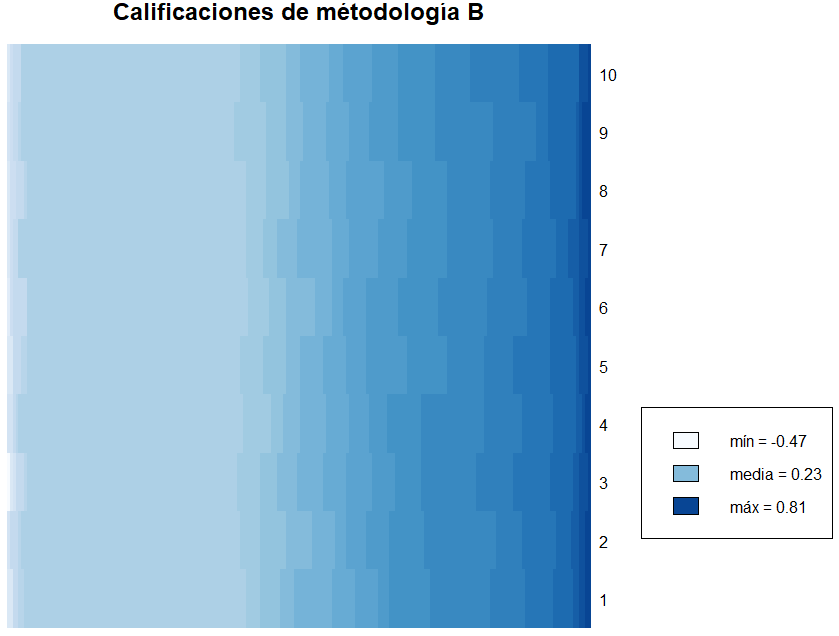 Calificaciones de métodología B
10
9
8
7
6
5
4
3
2
1
mín = -0.47
media = 0.23
máx = 0.81